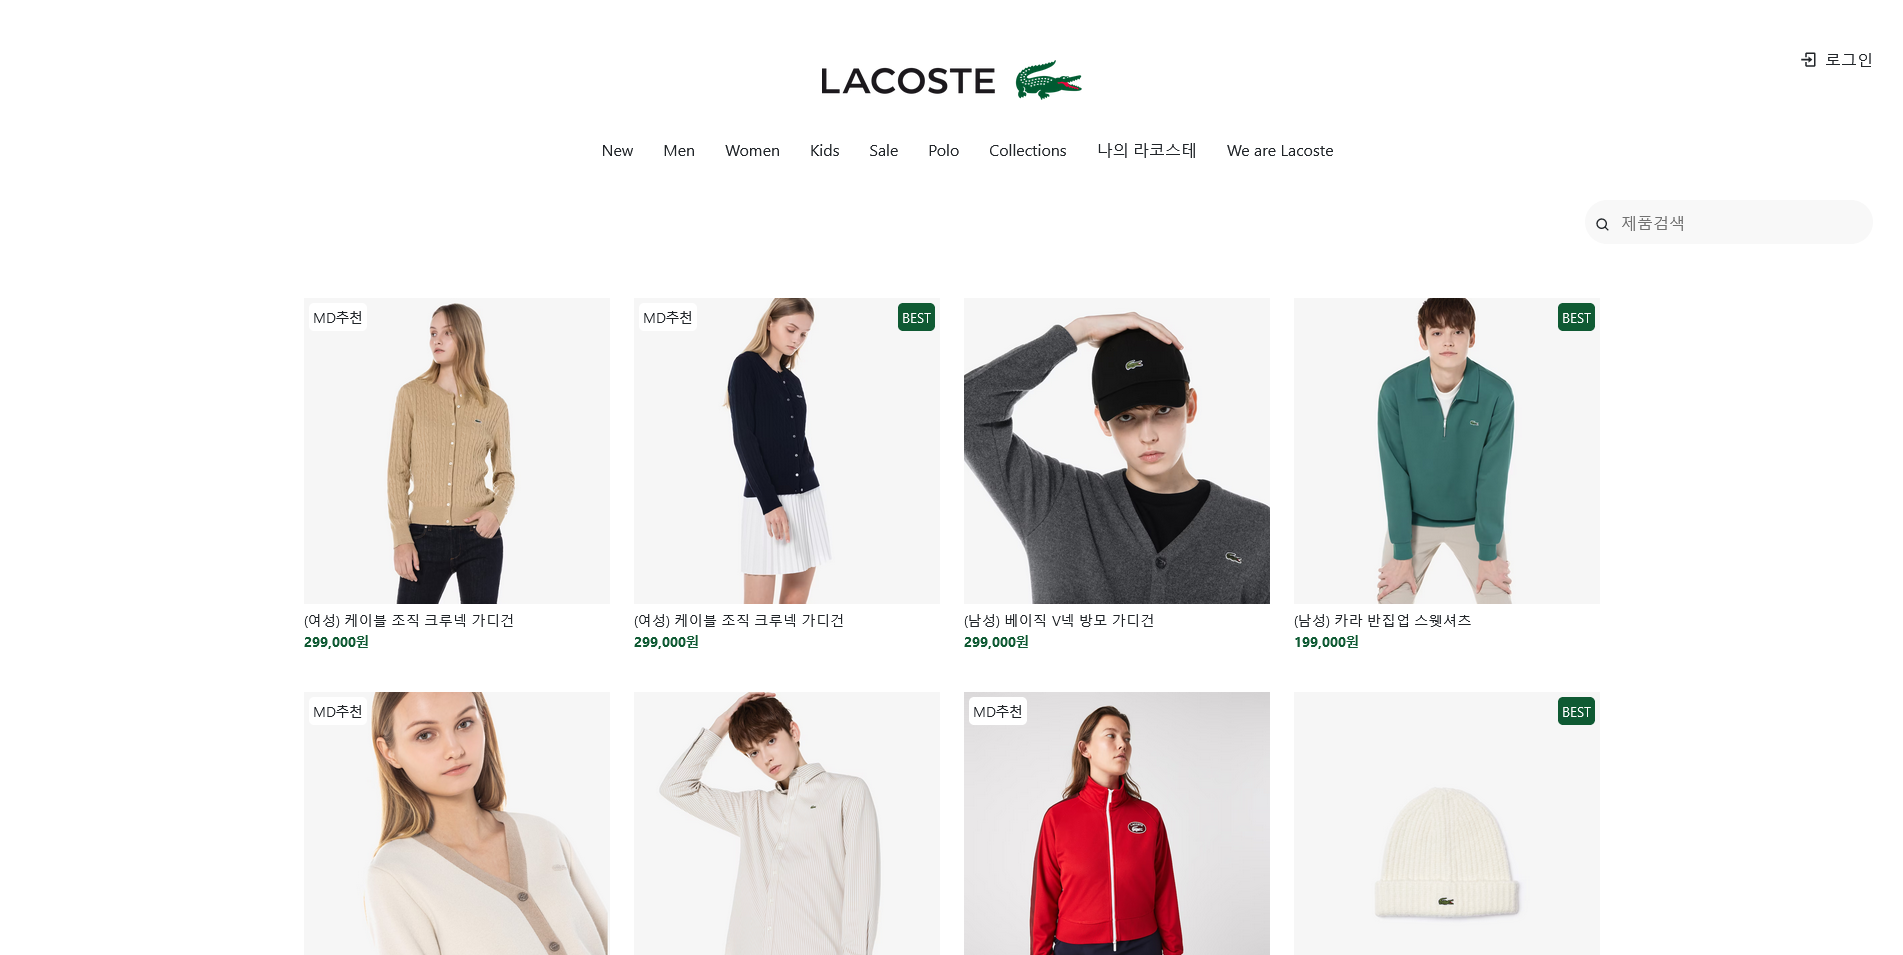 로그인
LACOSTE
New Men Women Kids Sale Polo Collections 나의 라코스테 We are Lacoste
제품검색
MD추천
MD추천 BEST
BEST
(여성) 케이블 조직 크루넥 가디건
299,000원
(여성) 케이블 조직 크루넥 가디건
299,000원
(남성) 베이직 V넥 방모 가디건
299,000원
(남성) 카라 반집업 스웻셔츠
199,000원
MD추천
MD추천
BEST